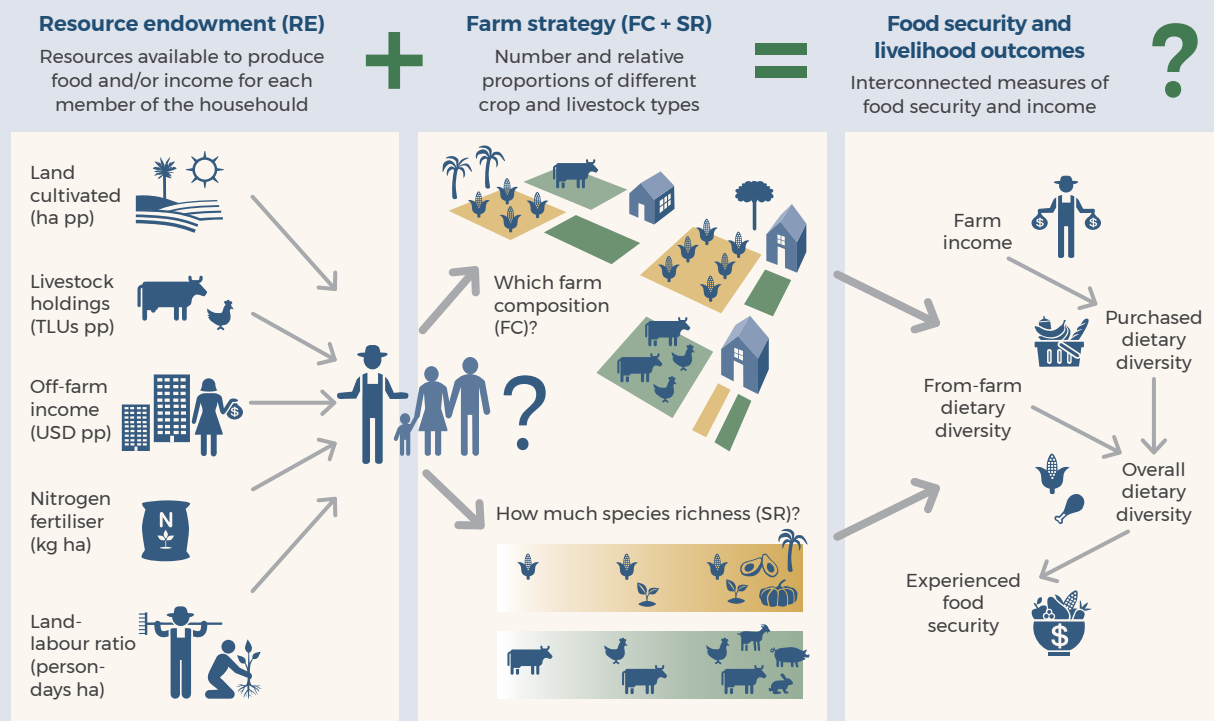 Resource endowment (RE)
Resources available to produce
food and/or income for each
member of the househould
+
Farm strategy (FC + SR)
Number and relative
proportions of different
crop and livestock types
=
Food security and
livelihood outcomes
Interconnected measures of
food security and income
?
Land
cultivated
(ha pp)
Livestock
holdings
(TLUs pp)
Off-farm
income
(USD pp)
$
Nitrogen
fertiliser
(kg ha)
N
Land-
labour ratio
(person-
days ha)
?
Which farm
composition
(FC)?
How much species richness (SR)?
Farm
income
$ $
Purchased
dietary
diversity
From-farm
dietary
diversity
Overall
dietary
diversity
Experienced
food
security
$